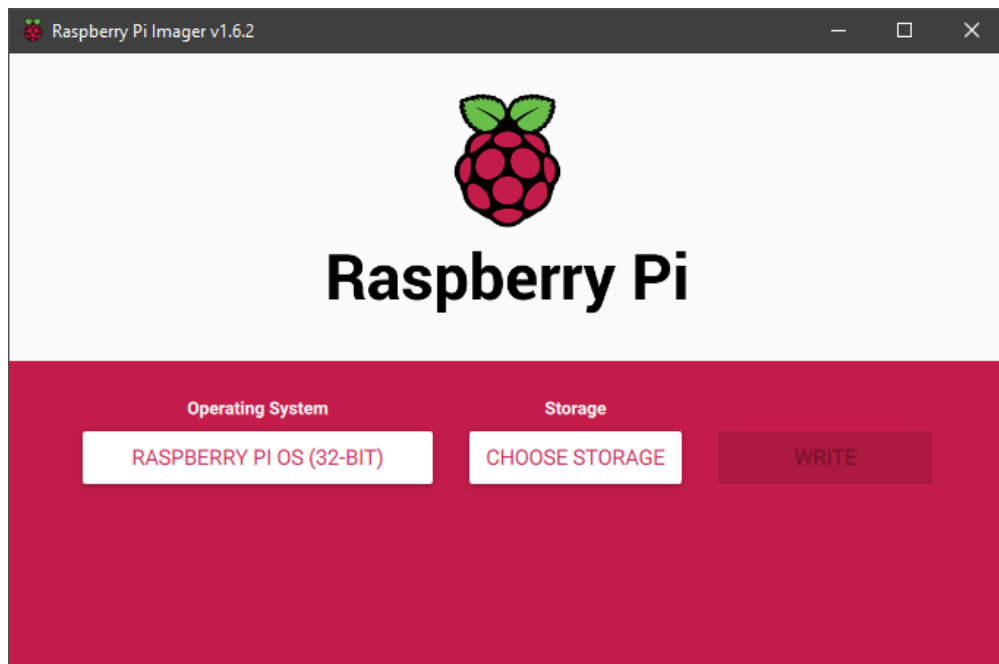 Raspberry Pi Imager v1.6.2
Raspberry Pi
Operating System
Storage
RASPBERRY PI OS (32-BIT)
CHOOSE STORAGE
WRITE